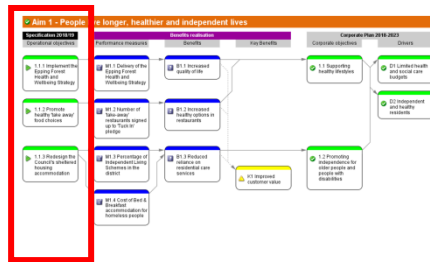 Aim 1 - People live longer, healthier and independent lives
Specification 2018/19
Benefits realisation
Corporate Plan 2018-2023
Operational objectives
Performance measures
Benefits
Key Benefits
Corporate objectives
Drivers
1.1.1 Implement the
Epping Forest
Health and
Wellbeing Strategy
M1.1 Delivery of the
Epping Forest
Health and
Wellbeing Strategy
B1.1 Increased
quality of life
1.1 Supporting
healthy lifestyles
D1 Limited health
and social care
budgets
D2 Independent
and healthy
residents
1.1.2 Promote
healthy take away/
food choices
M1.2 Number of
take-away/
restaurants signed
up to 'Tuck in'
pledge.
B1.2 Increased
healthy options in
restaurants
1.1.3 Redesign the
Council's sheltered
housing
accommodation
M1.3 Percentage of
Independent Living
Schemes in the
district
B1.3 Reduced
reliance on
residential care
services
1.2 Promoting
independence for
older people and
people with
disabilities
K1 Improved
customer value
M1.4 Cost of Bed &
Breakfast
accommodation for
homeless people